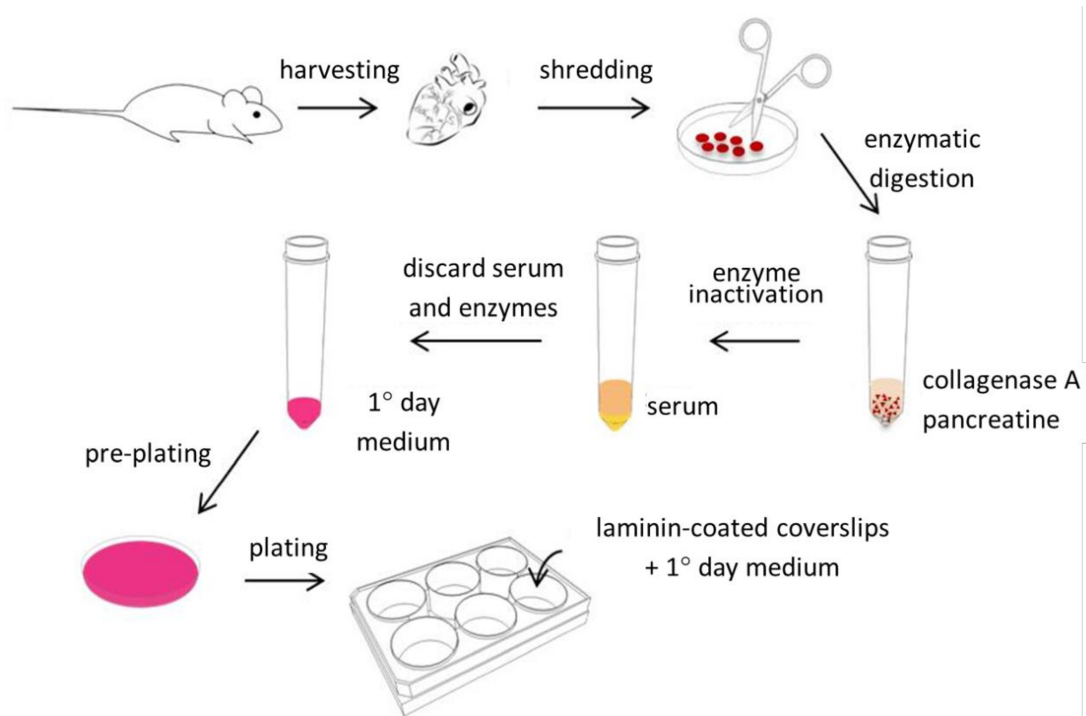 harvesting
shredding
enzymatic
digestion
collagenase A
pancreatine
enzyme
inactivation
serum
discard serum
and enzymes
1° day
medium
pre-plating
plating
laminin-coated coverslips
+ 1° day medium